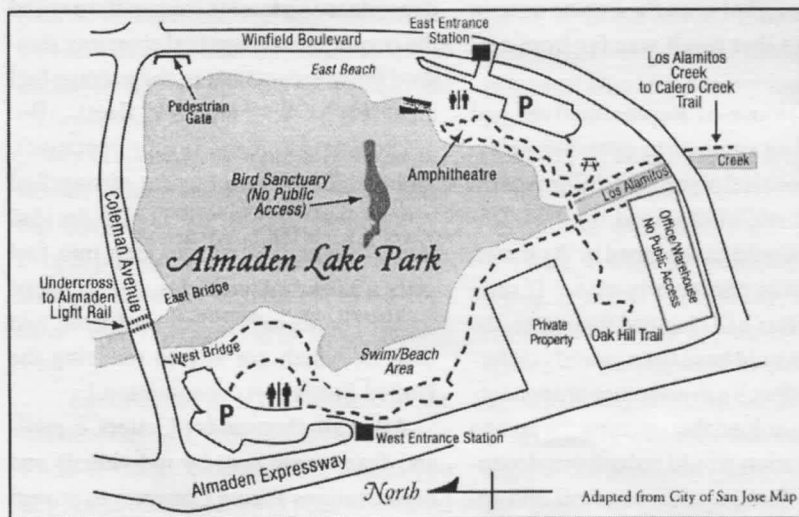 East Entrance
Station
Winfield Boulevard
East Beach
Los Alamitos
Creek
to Calero Creek
Trail
Pedestrian
Gate
P
Amphitheatre
Creek
Bird Sanctuary
(No Public
Access)
Los Alamitos
Coleman Avenue
Office/Warehouse
No Public Access
Almaden Lake Park
Undercross
to Almaden
Light Rail
East Bridge
Private
Property
Oak Hill Trail
West Bridge
Swim/Beach
Area
P
West Entrance Station
Almaden Expressway
North
Adapted from City of San Jose Map